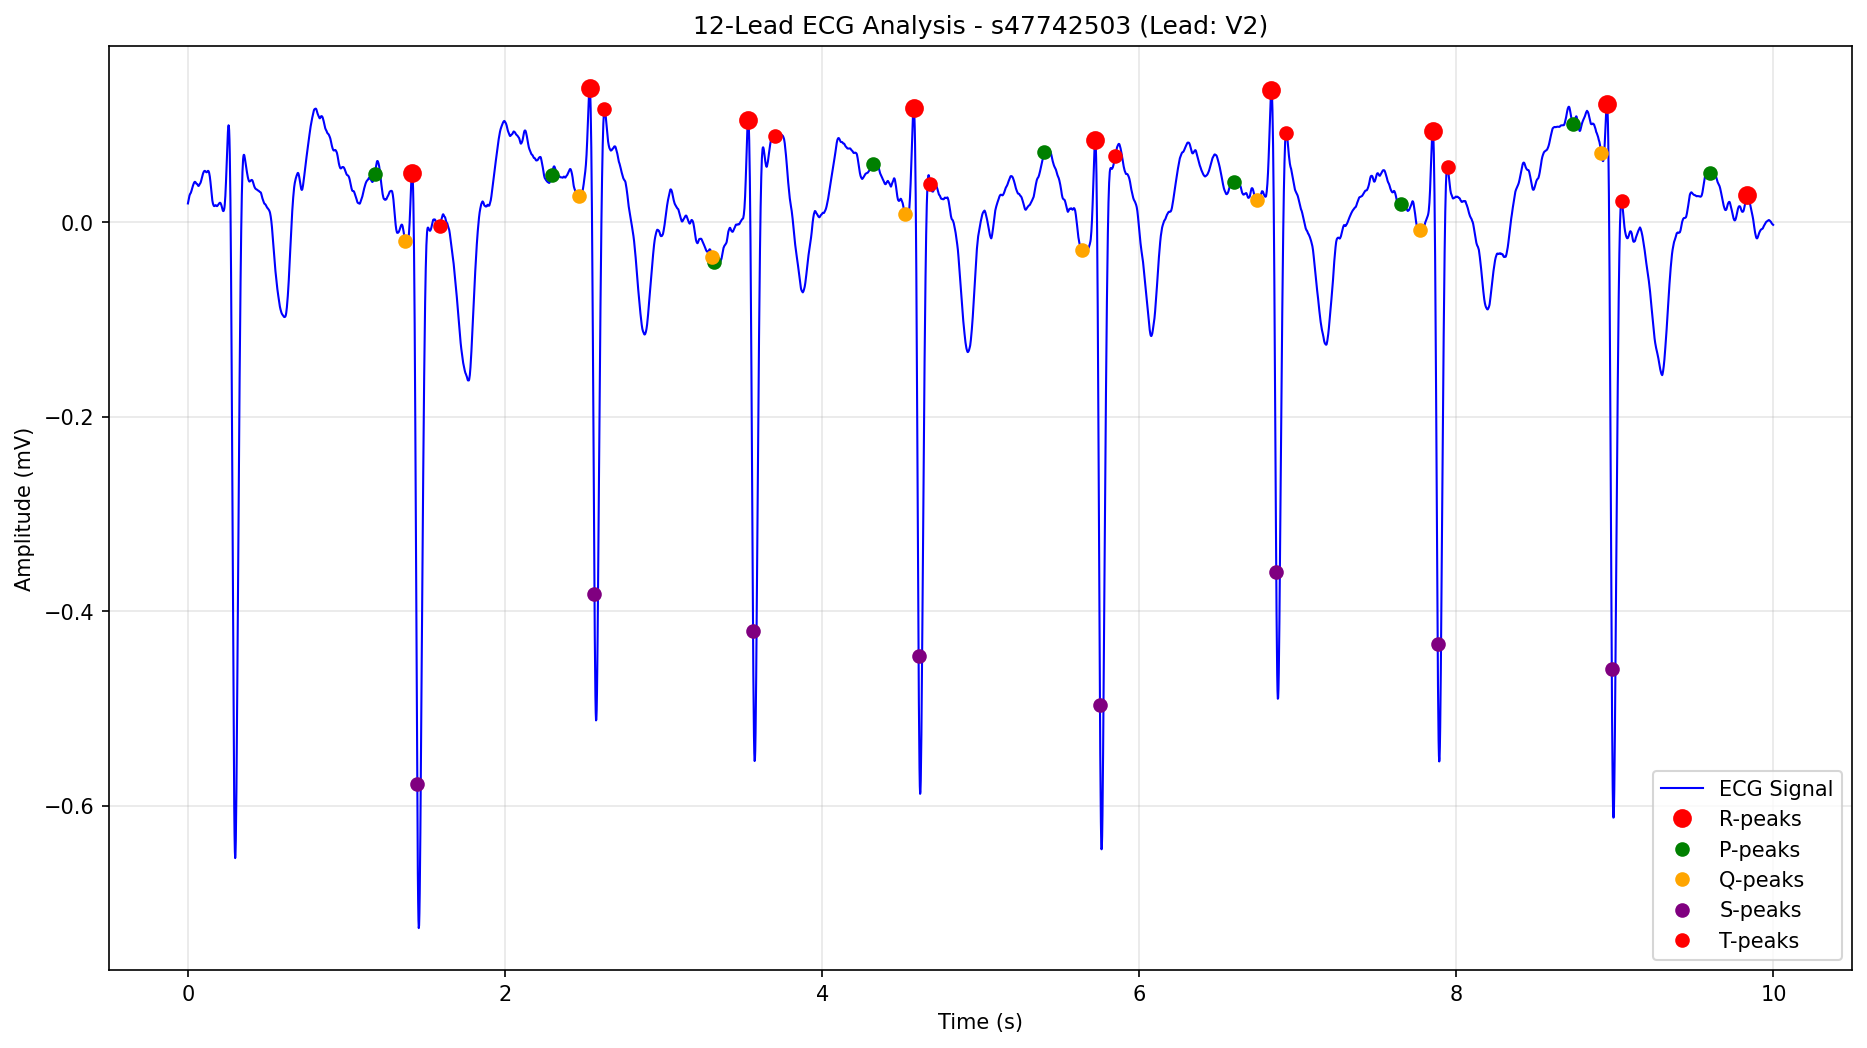 12-Lead ECG Analysis - s47742503 (Lead: V2)
Amplitude (mV)
0.0
−0.2
−0.4
−0.6
0 2 4 6 8 10
Time (s)
ECG Signal
R-peaks
P-peaks
Q-peaks
S-peaks
T-peaks